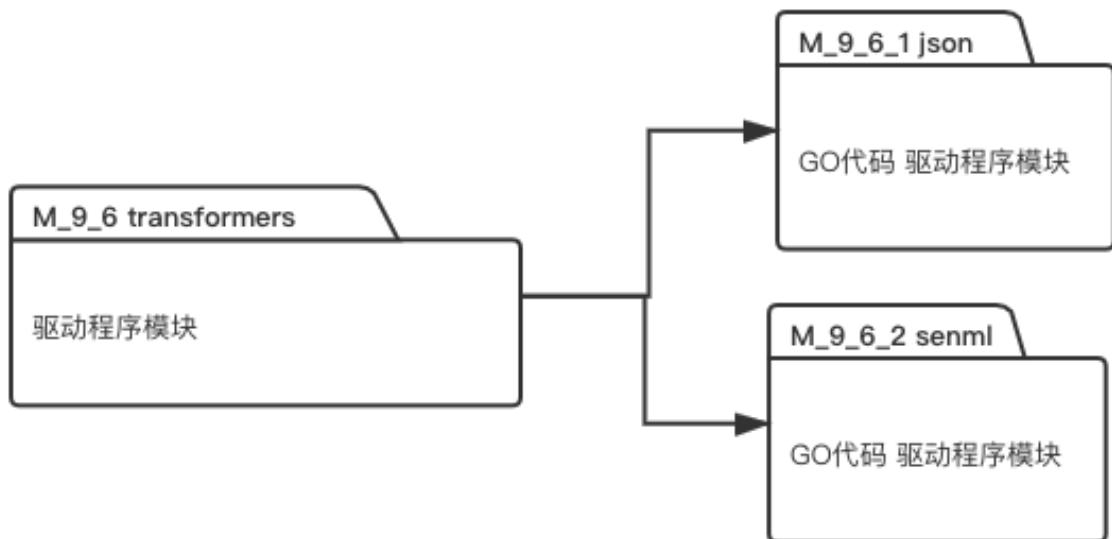 M_9_6 transformers
驱动程序模块
M_9_6_1 json
GO代码 驱动程序模块
M_9_6_2 senml
GO代码 驱动程序模块